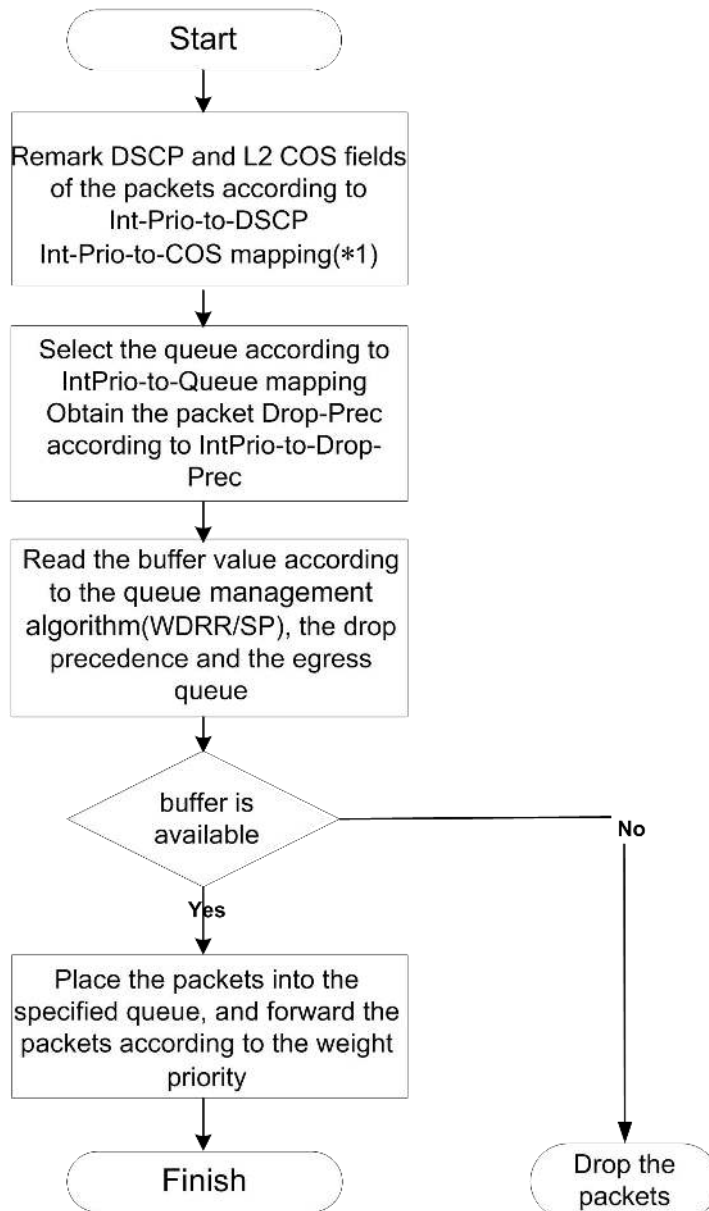 Start
Remark DSCP and L2 COS fields
of the packets according to
Int-Prio-to-DSCP
Int-Prio-to-COS mapping(*1)
Select the queue according to
IntPrio-to-Queue mapping
Obtain the packet Drop-Prec
according to IntPrio-to-Drop-
Prec
Read the buffer value according
to the queue management
algorithm(WDRR/SP), the drop
precedence and the egress
queue
buffer is
available
No
Yes
Place the packets into the
specified queue, and forward the
packets according to the weight
priority
Finish
Drop the
packets